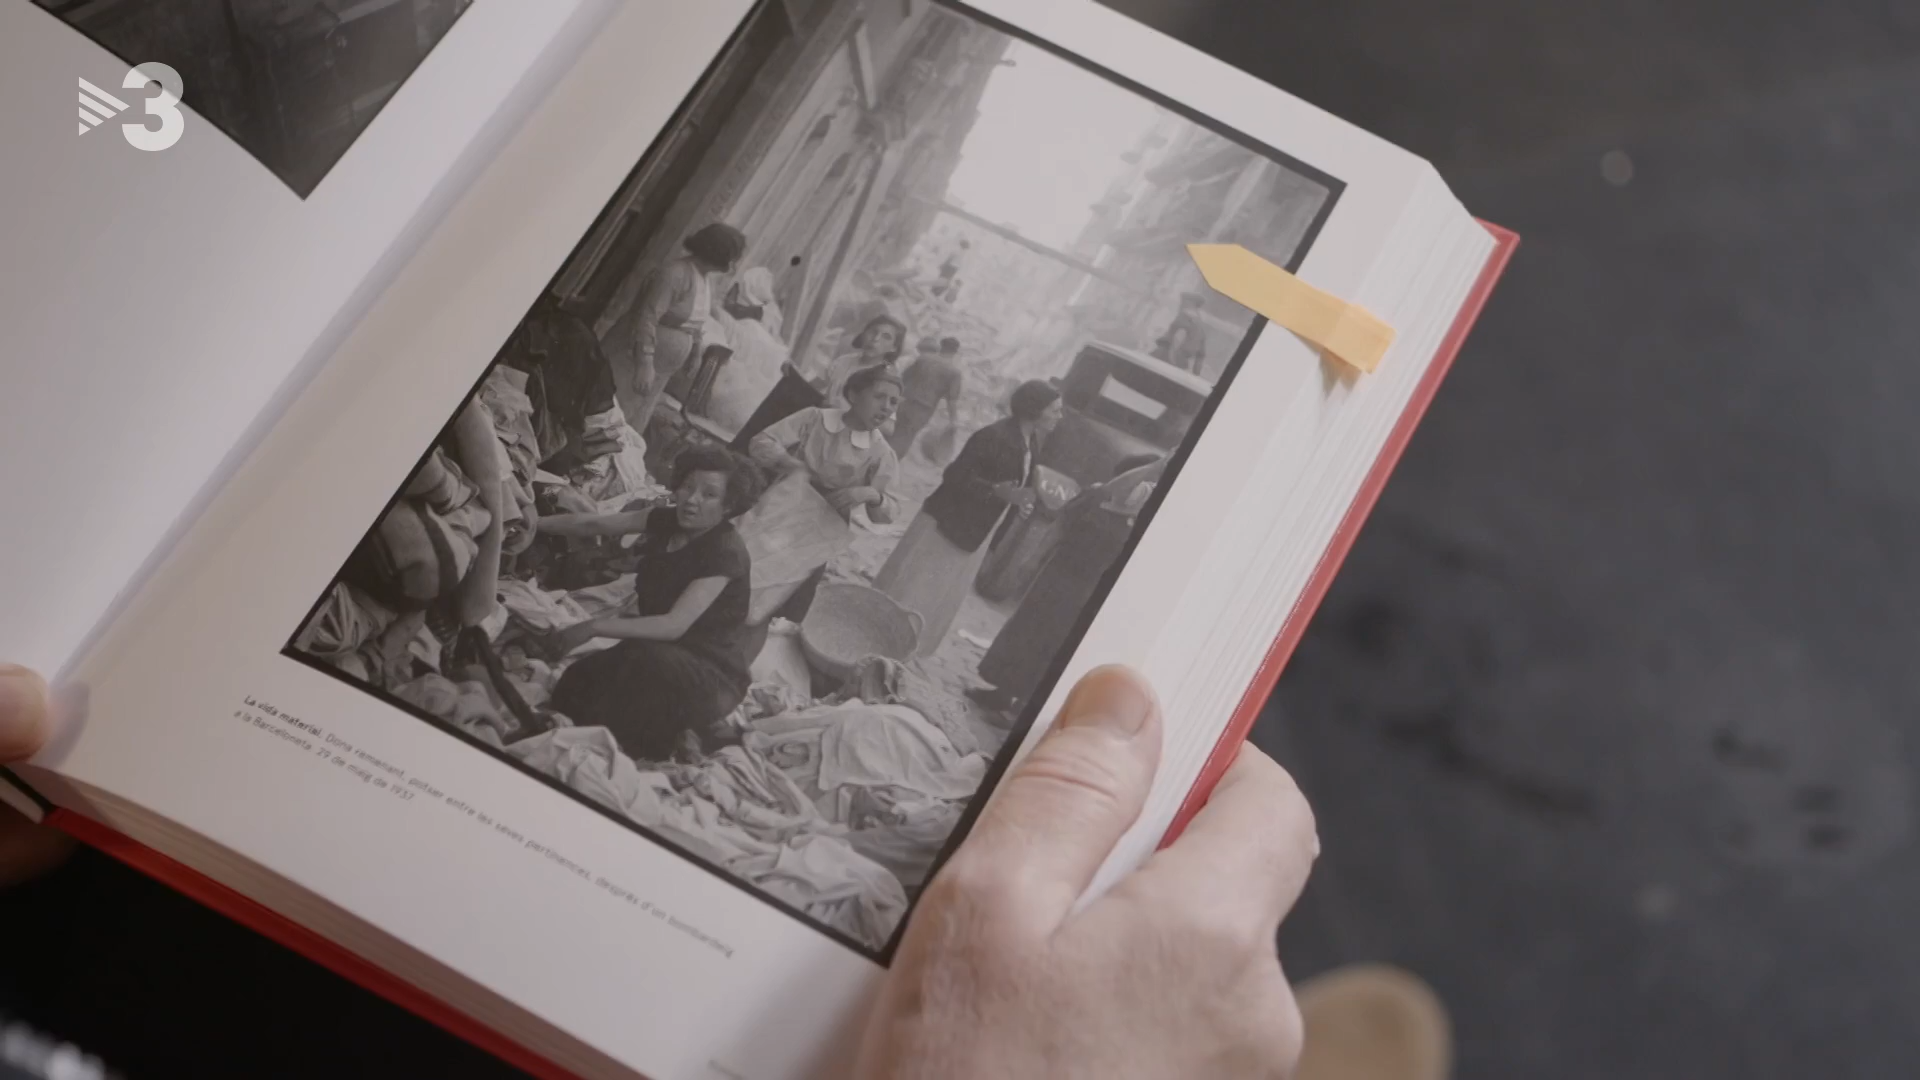 3
La vida material. Dona remenant, potser entre les seves pertinences, després d'un bombardeig
a la Barceloneta. 29 de maig de 1937
GN